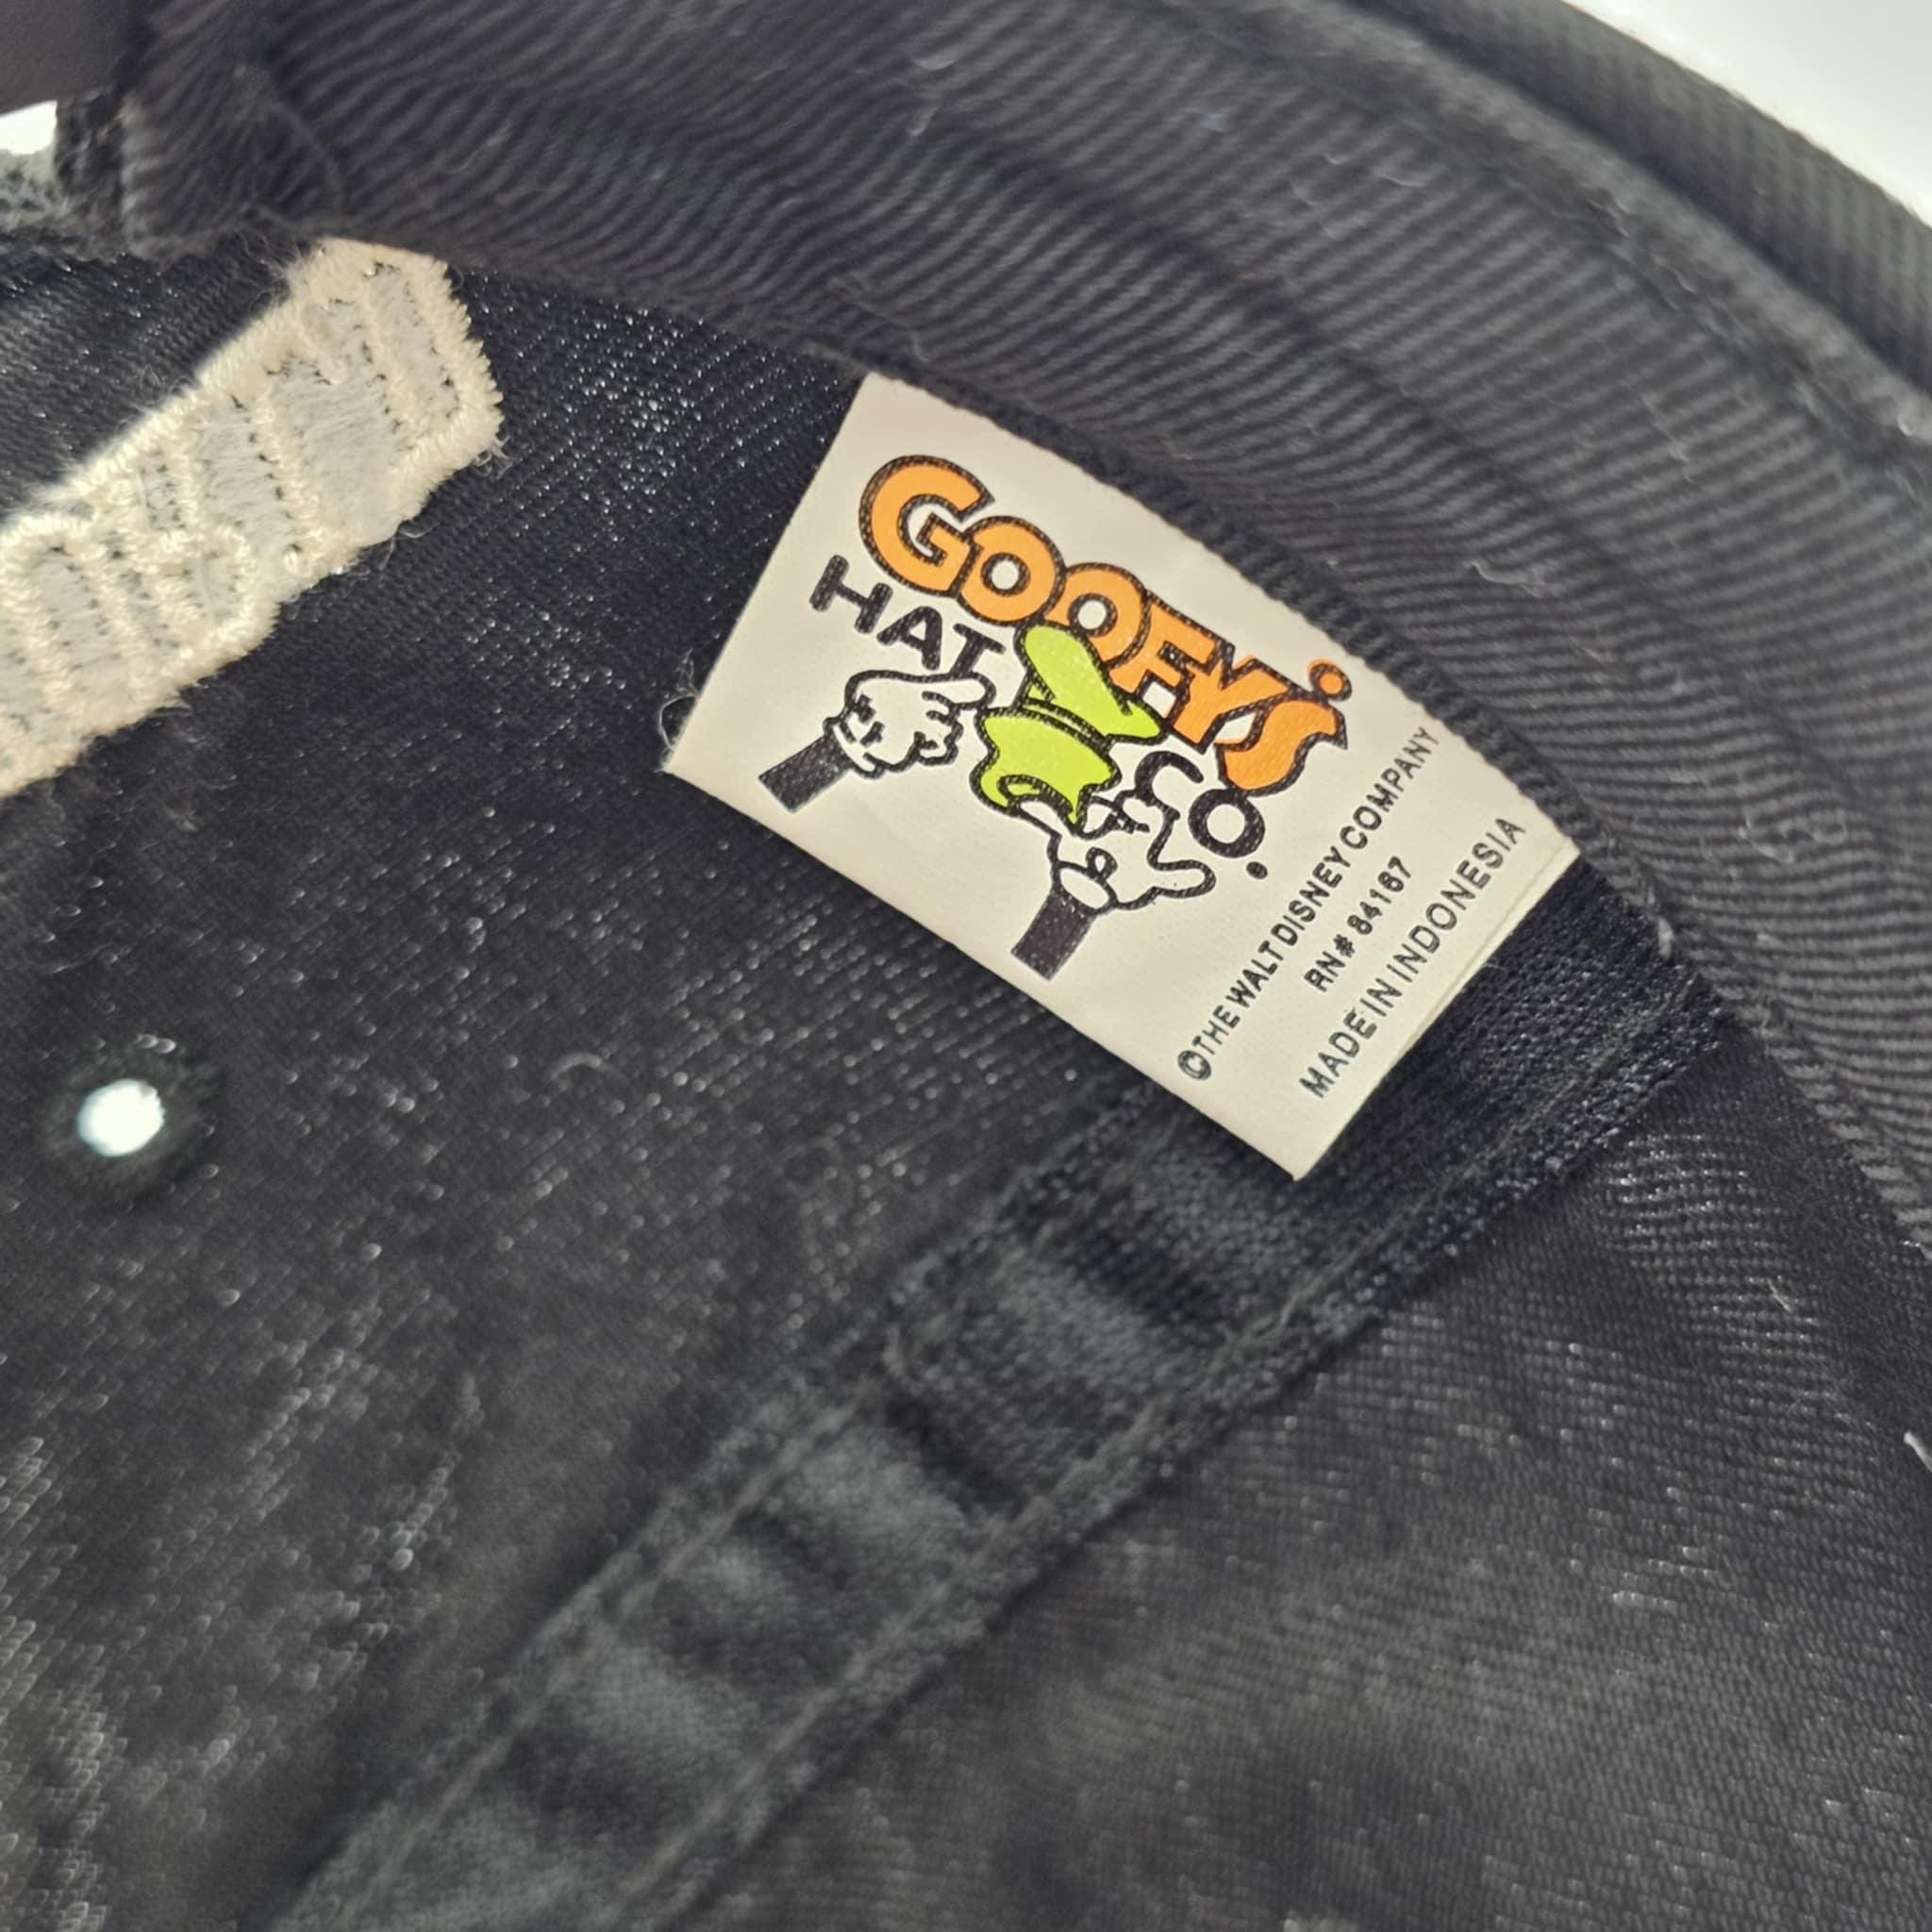 GOOFY'S
HAT CO.
©THE WALT DISNEY COMPANY
RN# 84167
MADE IN INDONESIA